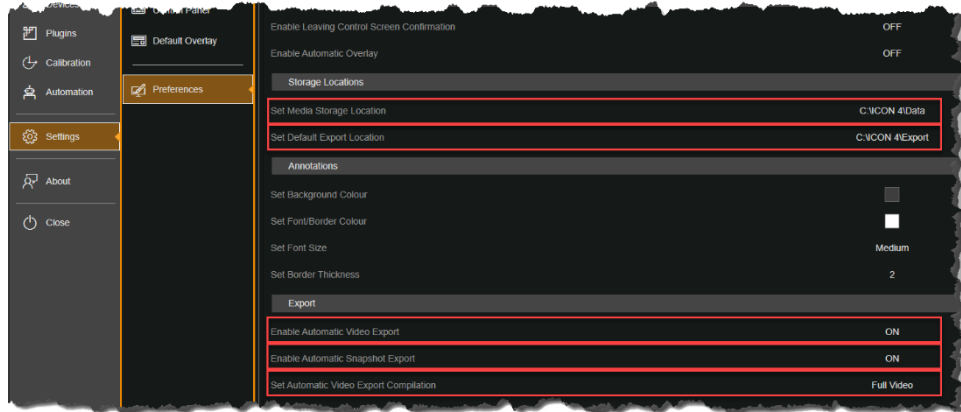 Devices
Plugins
Calibration
Automation
Settings
About
Close
Control Panel
Default Overlay
Preferences
Enable Leaving Control Screen Confirmation OFF
Enable Automatic Overlay OFF
Storage Locations
Set Media Storage Location C:\ICON 4\Data
Set Default Export Location C:\ICON 4\Export
Annotations
Set Background Colour
Set Font/Border Colour
Set Font Size Medium
Set Border Thickness 2
Export
Enable Automatic Video Export ON
Enable Automatic Snapshot Export ON
Set Automatic Video Export Compilation Full Video